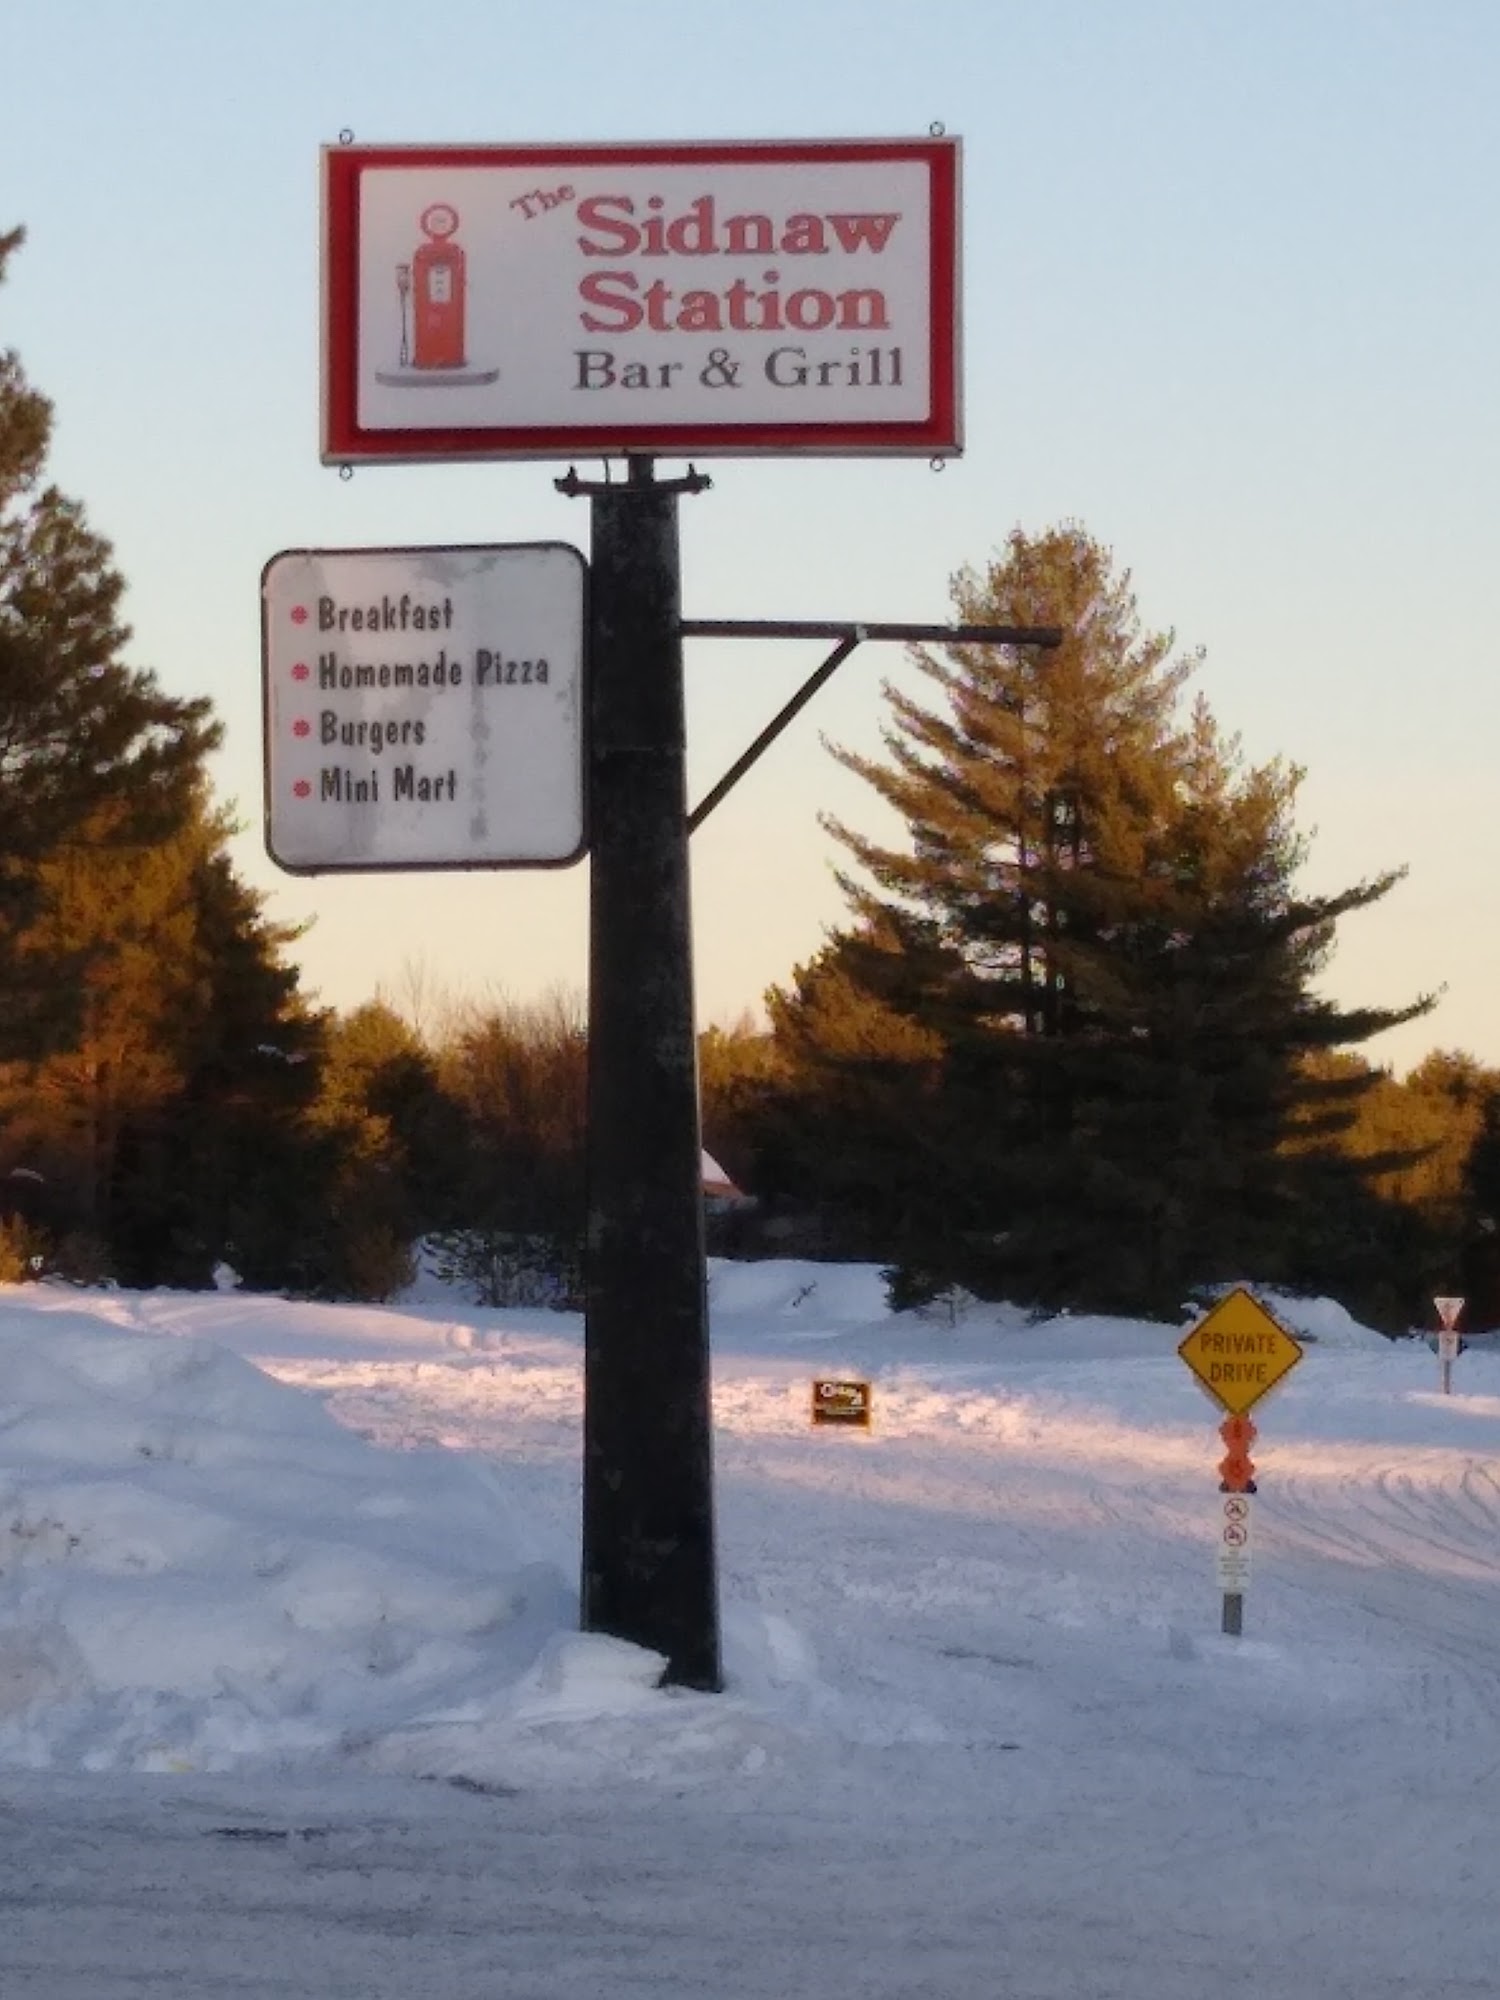 The Sidnaw
Station
Bar & Grill
Breakfast
Homemade Pizza
Burgers
Mini Mart
PRIVATE
DRIVE